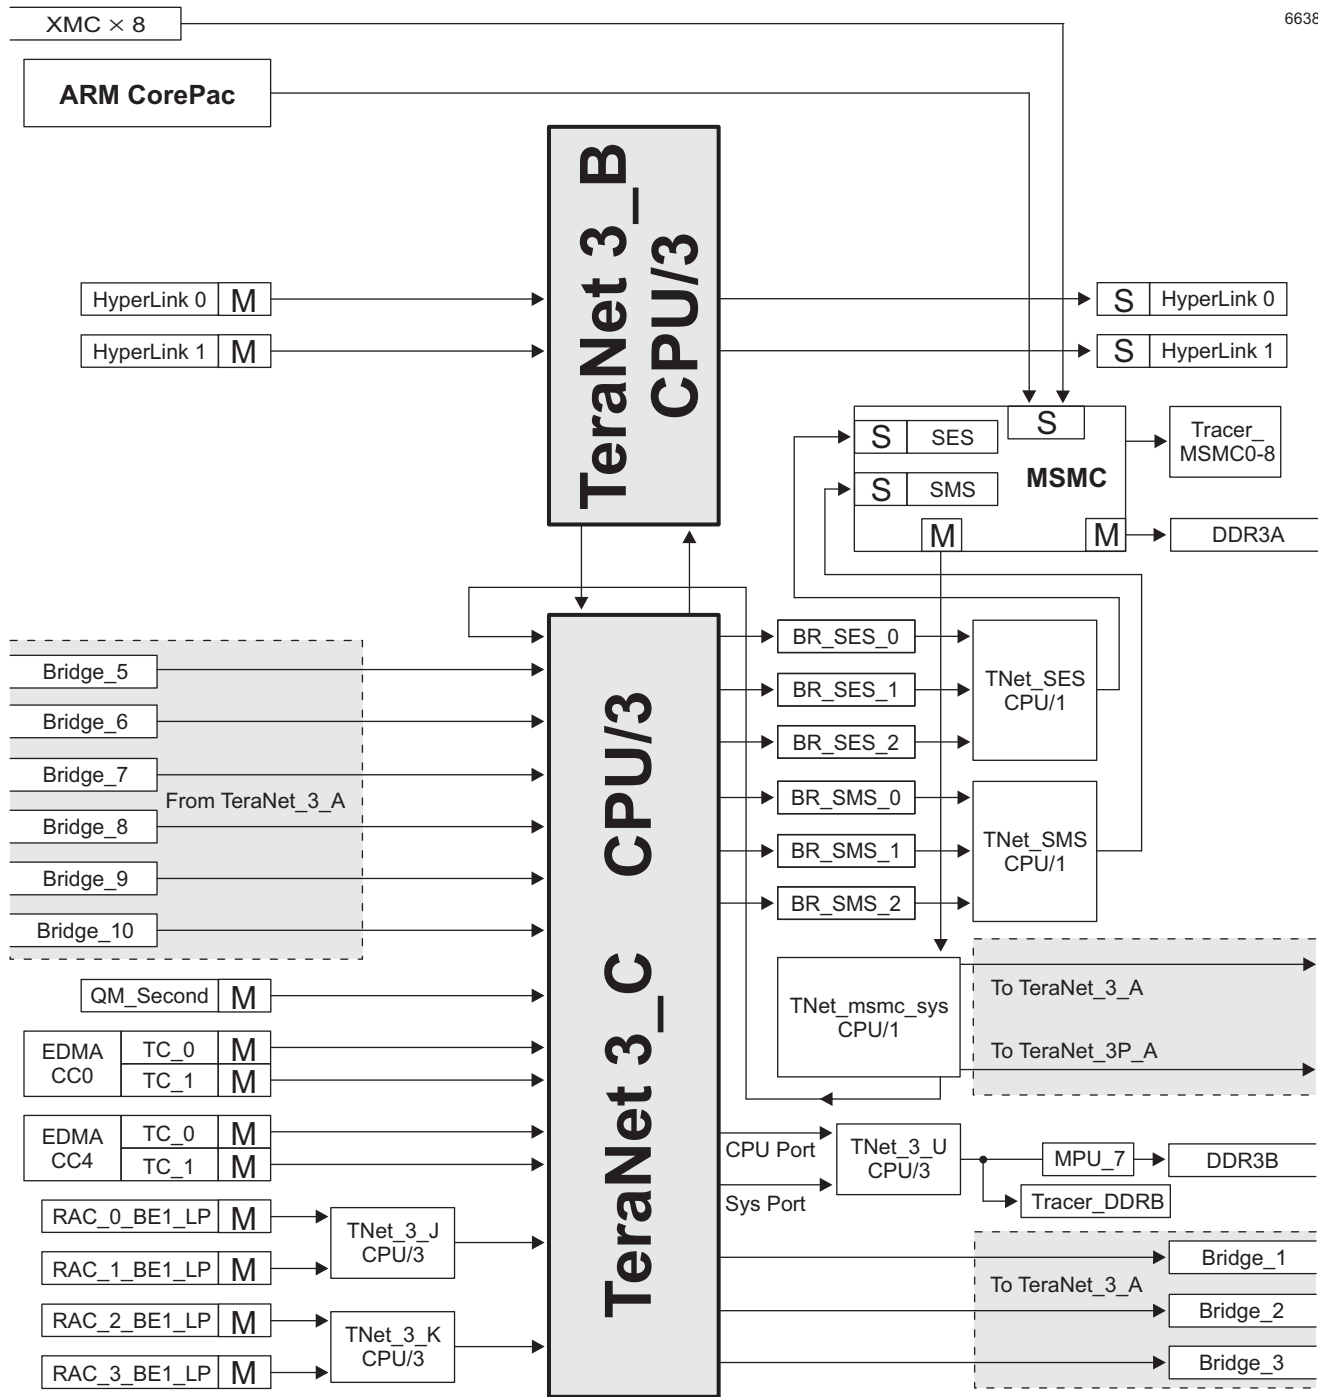 XMC × 8
6638
ARM CorePac
TeraNet 3_B
CPU/3
HyperLink 0 M
HyperLink 1 M
S HyperLink 0
S HyperLink 1
S
S SES
S SMS
MSMC
M
M
Tracer_
MSMC0-8
DDR3A
Bridge_5
Bridge_6
Bridge_7
From TeraNet_3_A
Bridge_8
Bridge_9
Bridge_10
TeraNet 3_C CPU/3
BR_SES_0
BR_SES_1
BR_SES_2
TNet_SES
CPU/1
BR_SMS_0
BR_SMS_1
BR_SMS_2
TNet_SMS
CPU/1
QM_Second M
TNet_msmc_sys
CPU/1
To TeraNet_3_A
To TeraNet_3P_A
EDMA
CC0
TC_0 M
TC_1 M
EDMA
CC4
TC_0 M
TC_1 M
CPU Port
Sys Port
TNet_3_U
CPU/3
MPU_7
DDR3B
Tracer_DDRB
RAC_0_BE1_LP M
RAC_1_BE1_LP M
TNet_3_J
CPU/3
RAC_2_BE1_LP M
RAC_3_BE1_LP M
TNet_3_K
CPU/3
To TeraNet_3_A
Bridge_1
Bridge_2
Bridge_3